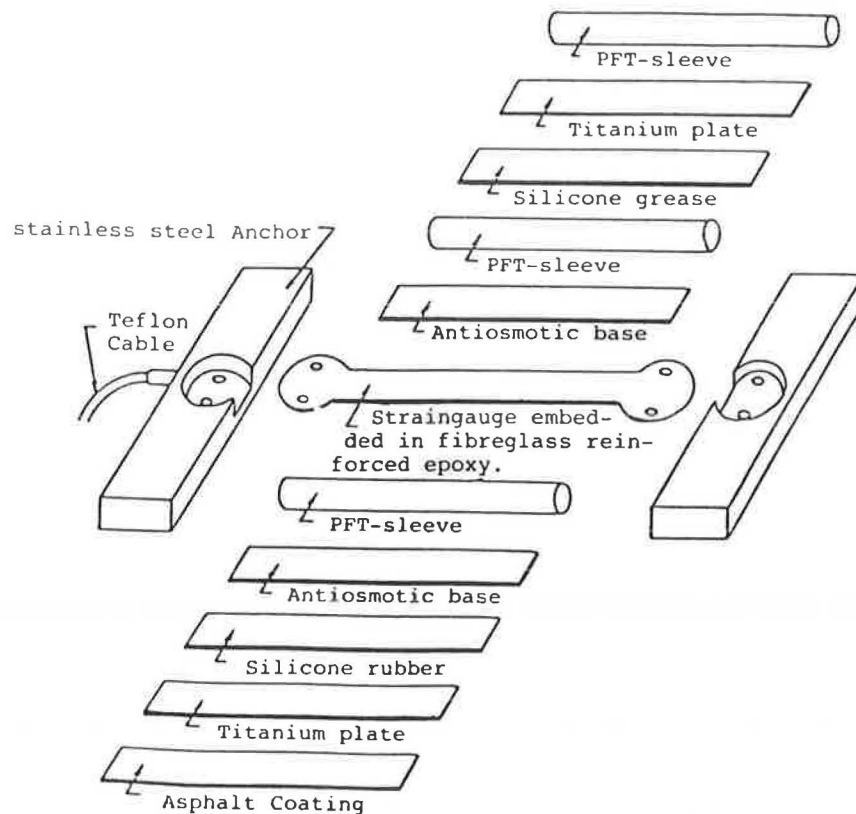 PFT-sleeve
Titanium plate
Silicone grease
stainless steel Anchor
PFT-sleeve
Teflon
Cable
Antiosmotic base
Straingauge embed-
ded in fibreglass rein-
forced epoxy.
PFT-sleeve
Antiosmotic base
Silicone rubber
Titanium plate
Asphalt Coating